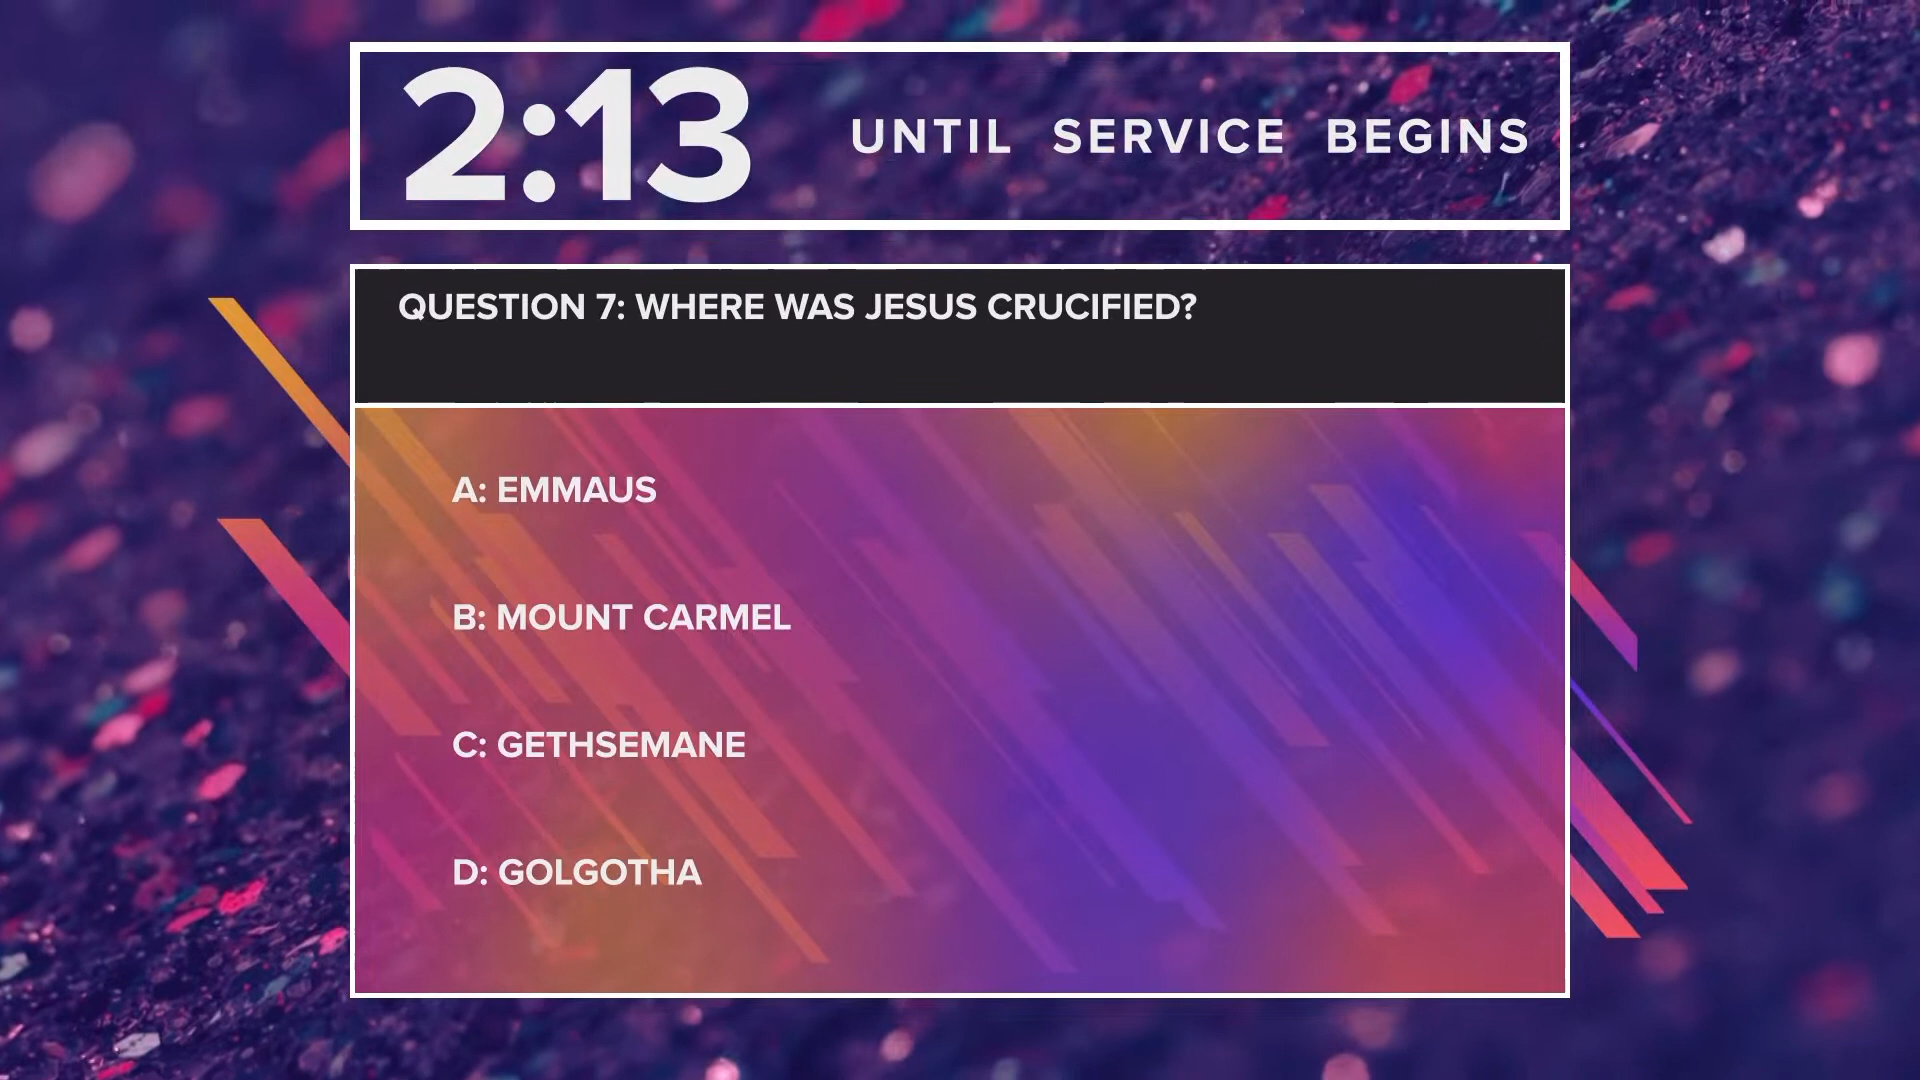 2:13 UNTIL SERVICE BEGINS
QUESTION 7: WHERE WAS JESUS CRUCIFIED?
A: EMMAUS
B: MOUNT CARMEL
C: GETHSEMANE
D: GOLGOTHA